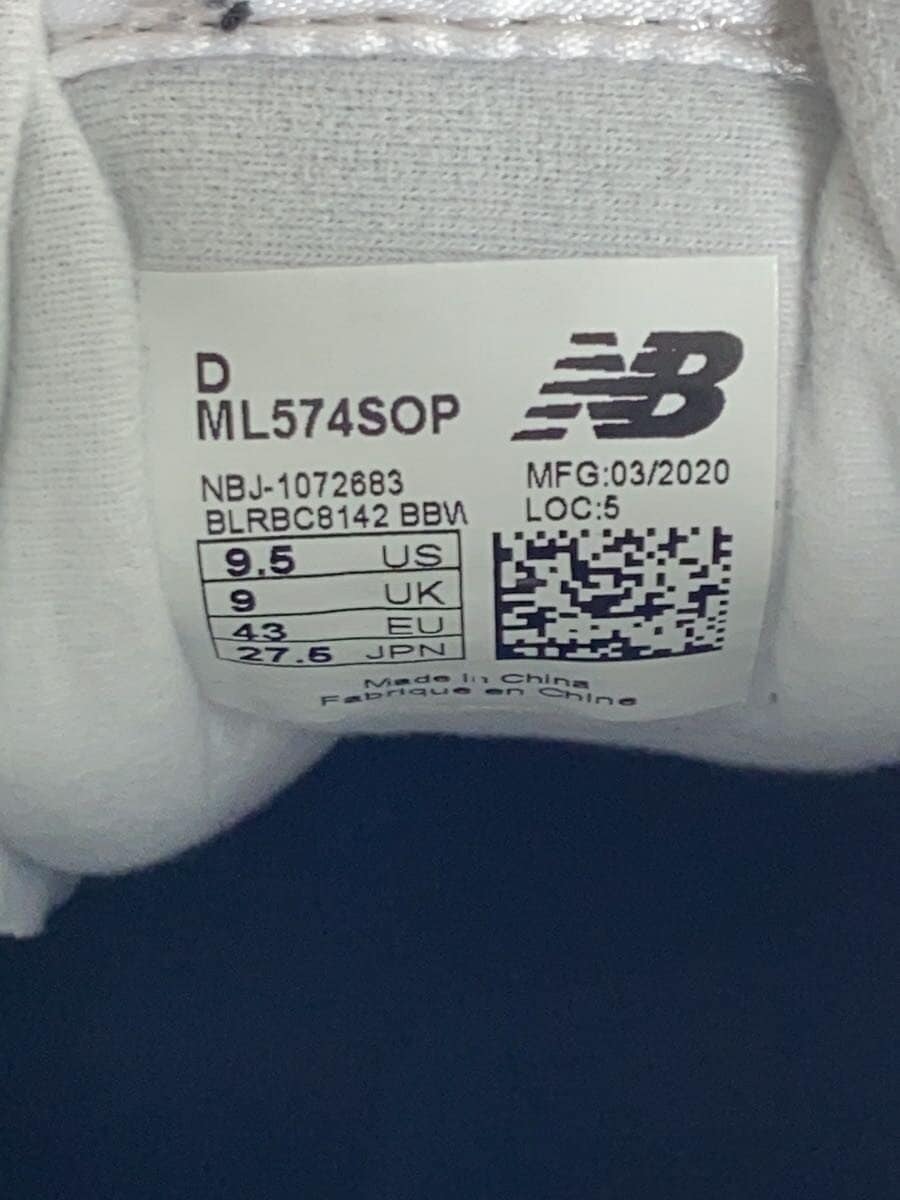 D
ML574SOP
NB
NBJ-1072683
MFG:03/2020
BLRBC8142 BBW
LOC:5
9.5 US
9 UK
43 EU
27.5 JPN
Made in China
Fabrique en Chine